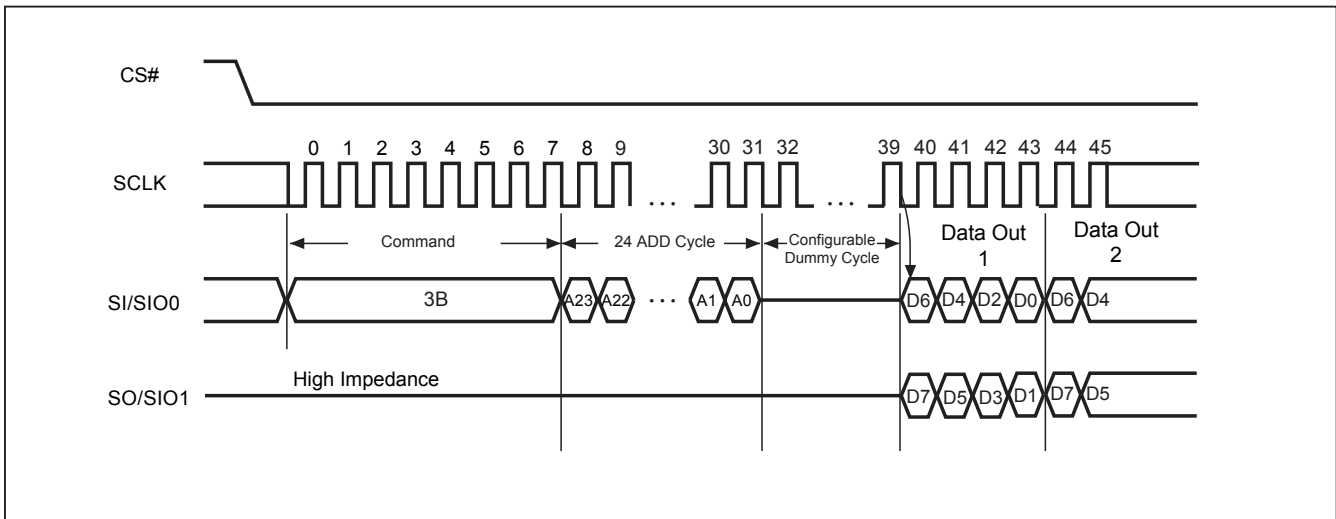 CS#
0 1 2 3 4 5 6 7 8 9 30 31 32 39 40 41 42 43 44 45
SCLK
... ...
Command 24 ADD Cycle Configurable Dummy Cycle Data Out 1 Data Out 2
SI/SIO0 3B A23 A22 ... A1 A0 D6 D4 D2 D0 D6 D4
High Impedance
SO/SIO1 D7 D5 D3 D1 D7 D5